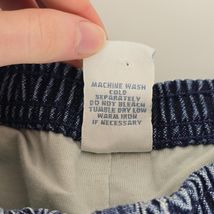 MACHINE WASH
COLD
SEPARATELY
DO NOT BLEACH
TUMBLE DRY LOW
WARM IRON
IF NECESSARY